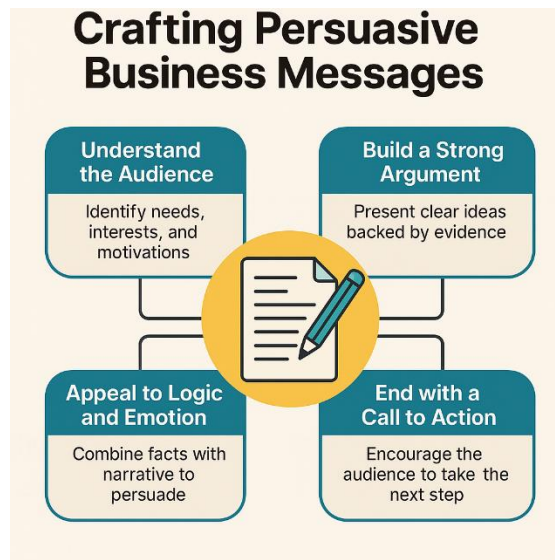 Crafting Persuasive
Business Messages
Understand
the Audience
Identify needs,
interests, and
motivations
Build a Strong
Argument
Present clear ideas
backed by evidence
Appeal to Logic
and Emotion
Combine facts with
narrative to
persuade
End with a
Call to Action
Encourage the
audience to take the
next step